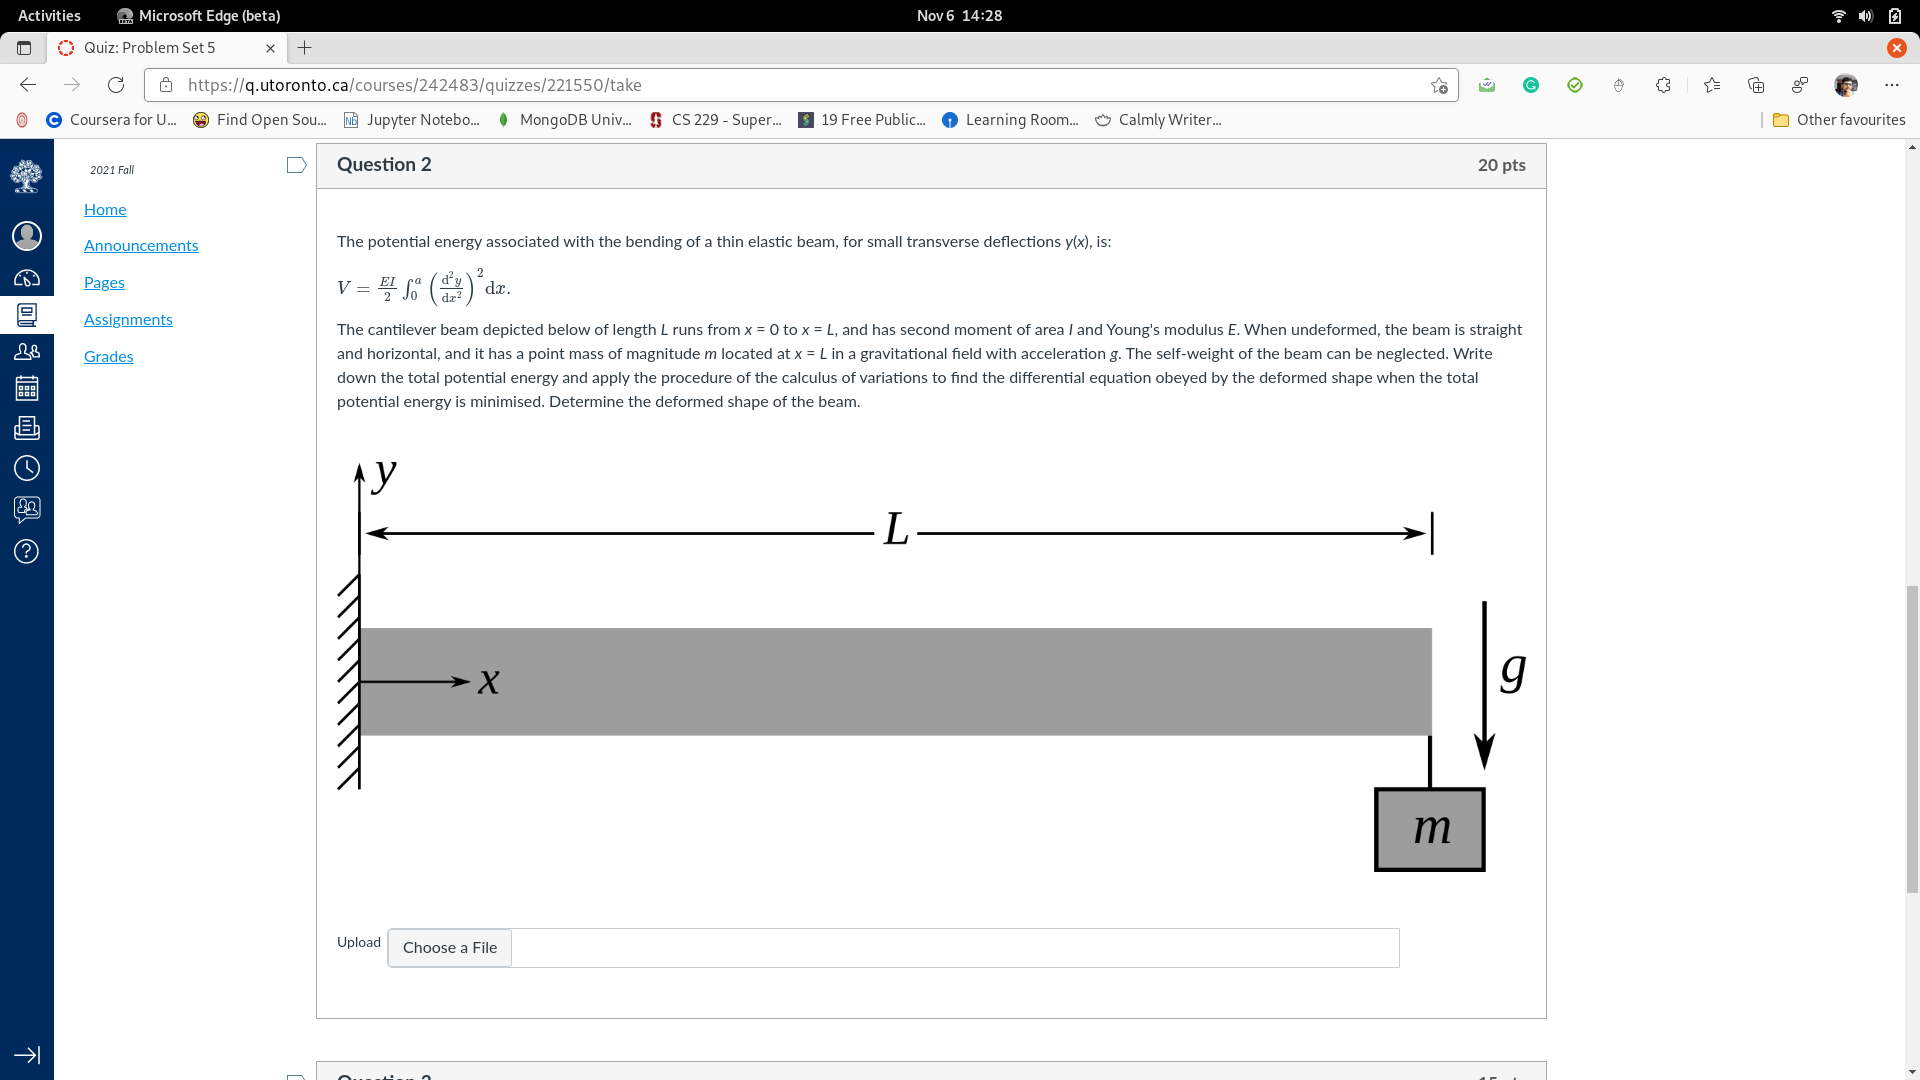 Activities
Microsoft Edge (beta)
Nov 6 14:28
Quiz: Problem Set 5
https://q.utoronto.ca/courses/242483/quizzes/221550/take
Coursera for U...
Find Open Sou...
Jupyter Notebo...
MongoDB Univ...
CS 229 - Super...
19 Free Public...
Learning Room...
Calmly Writer...
Other favourites
2021 Fall
Home
Announcements
Pages
Assignments
Grades
Question 2
20 pts
The potential energy associated with the bending of a thin elastic beam, for small transverse deflections y(x), is:
V = \frac{EI}{2} \int_0^a \left( \frac{d^2y}{dx^2} \right)^2 dx.
The cantilever beam depicted below of length L runs from x = 0 to x = L, and has second moment of area I and Young's modulus E. When undeformed, the beam is straight
and horizontal, and it has a point mass of magnitude m located at x = L in a gravitational field with acceleration g. The self-weight of the beam can be neglected. Write
down the total potential energy and apply the procedure of the calculus of variations to find the differential equation obeyed by the deformed shape when the total
potential energy is minimised. Determine the deformed shape of the beam.
y
L
x
g
m
Upload
Choose a File